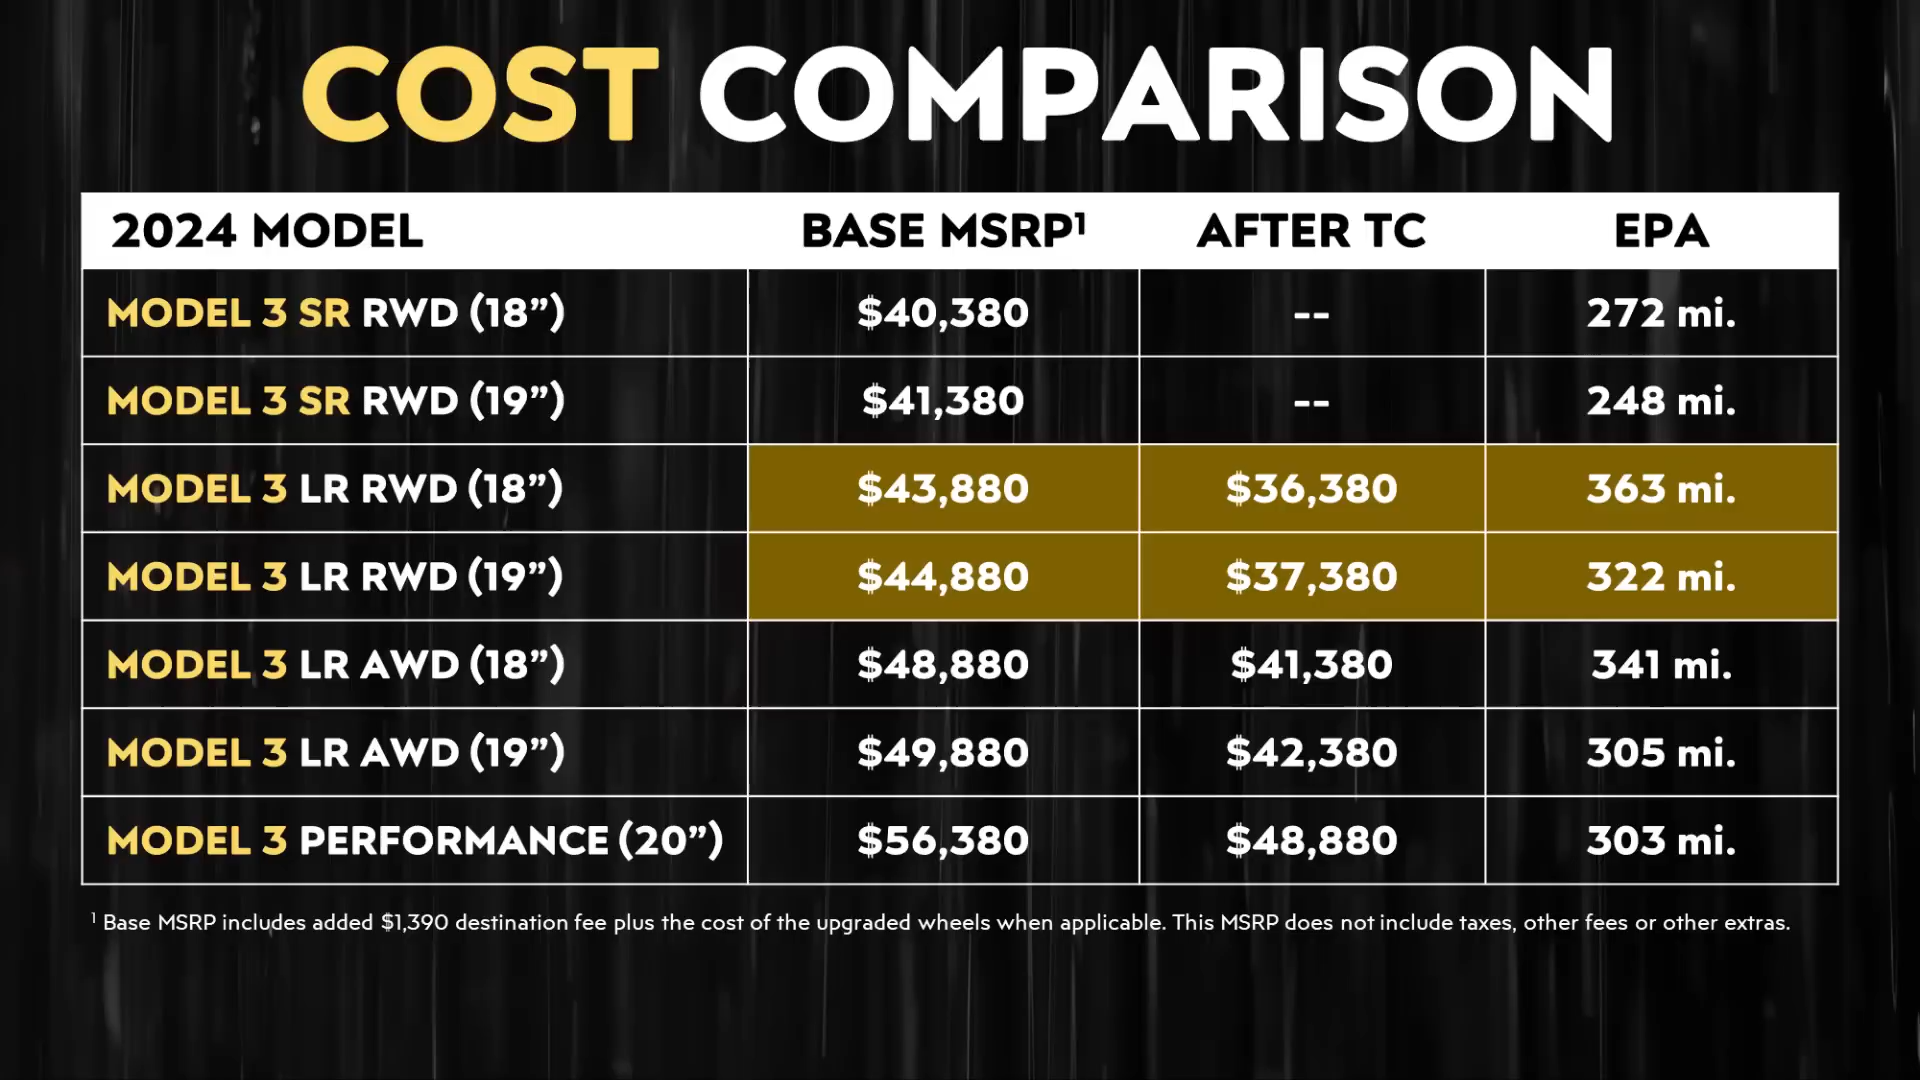 COST COMPARISON
2024 MODEL BASE MSRP¹ AFTER TC EPA
MODEL 3 SR RWD (18”) $40,380 -- 272 mi.
MODEL 3 SR RWD (19”) $41,380 -- 248 mi.
MODEL 3 LR RWD (18”) $43,880 $36,380 363 mi.
MODEL 3 LR RWD (19”) $44,880 $37,380 322 mi.
MODEL 3 LR AWD (18”) $48,880 $41,380 341 mi.
MODEL 3 LR AWD (19”) $49,880 $42,380 305 mi.
MODEL 3 PERFORMANCE (20”) $56,380 $48,880 303 mi.
¹ Base MSRP includes added $1,390 destination fee plus the cost of the upgraded wheels when applicable. This MSRP does not include taxes, other fees or other extras.